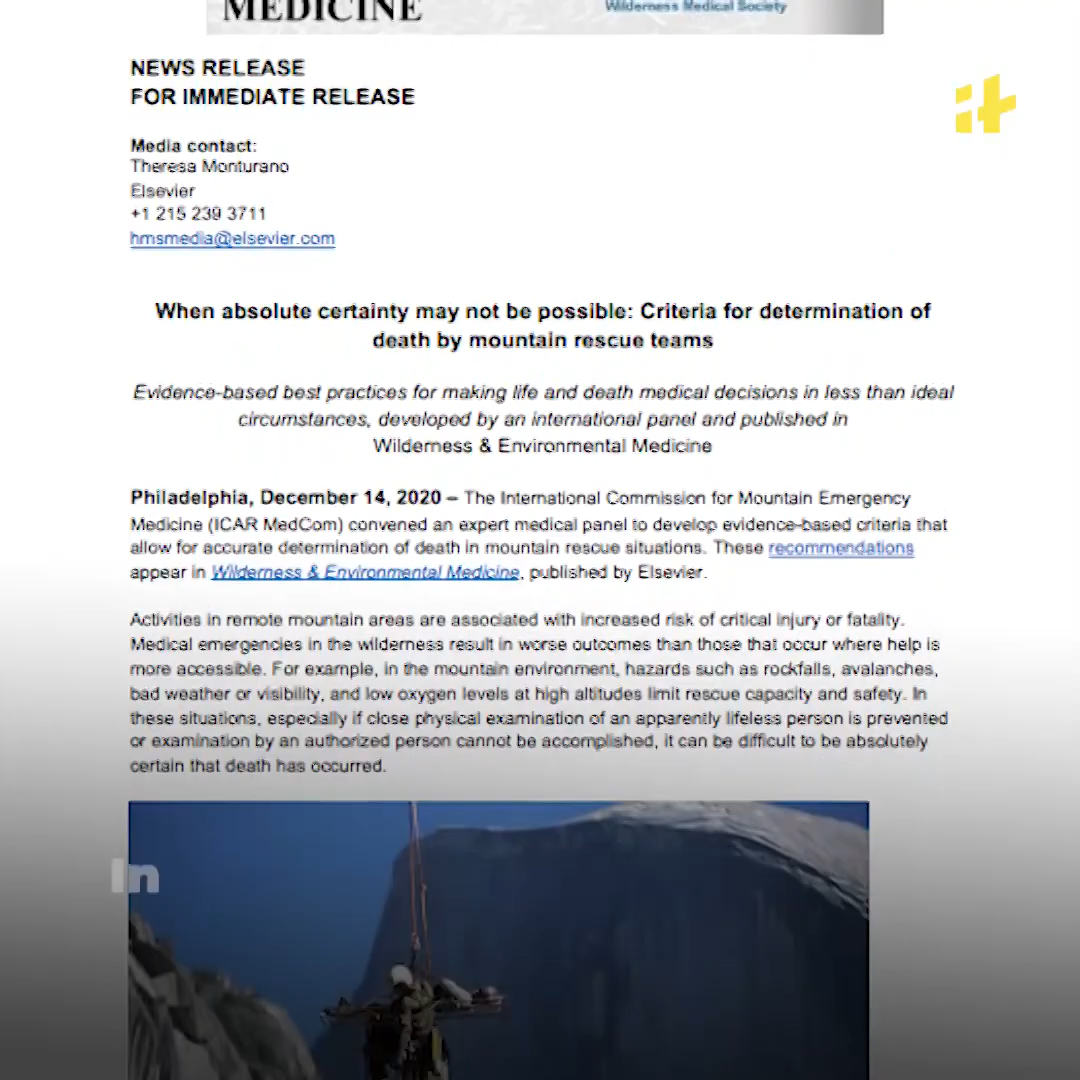 MEDICINE
Wilderness Medical Society
NEWS RELEASE
FOR IMMEDIATE RELEASE
Media contact:
Theresa Monturano
Elsevier
+1 215 239 3711
hmsmedia@elsevier.com
When absolute certainty may not be possible: Criteria for determination of
death by mountain rescue teams
Evidence-based best practices for making life and death medical decisions in less than ideal
circumstances, developed by an international panel and published in
Wilderness & Environmental Medicine
Philadelphia, December 14, 2020 – The International Commission for Mountain Emergency
Medicine (ICAR MedCom) convened an expert medical panel to develop evidence-based criteria that
allow for accurate determination of death in mountain rescue situations. These recommendations
appear in Wilderness & Environmental Medicine, published by Elsevier.
Activities in remote mountain areas are associated with increased risk of critical injury or fatality.
Medical emergencies in the wilderness result in worse outcomes than those that occur where help is
more accessible. For example, in the mountain environment, hazards such as rockfalls, avalanches,
bad weather or visibility, and low oxygen levels at high altitudes limit rescue capacity and safety. In
these situations, especially if close physical examination of an apparently lifeless person is prevented
or examination by an authorized person cannot be accomplished, it can be difficult to be absolutely
certain that death has occurred.
In